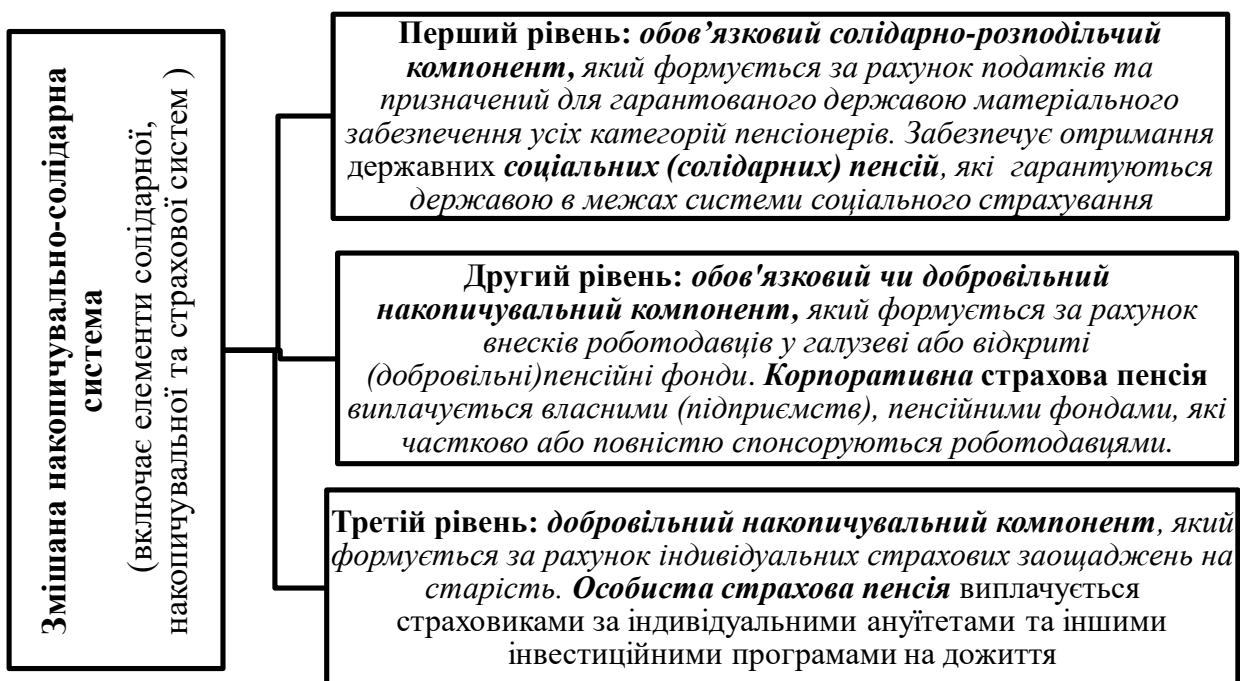 Змішана накопичувально-солідарна
система
(включає елементи солідарної,
накопичувальної та страхової систем )
Перший рівень: обов’язковий солідарно-розподільчий
компонент, який формується за рахунок податків та
призначений для гарантованого державою матеріального
забезпечення усіх категорій пенсіонерів. Забезпечує отримання
державних соціальних (солідарних) пенсій, які гарантуються
державою в межах системи соціального страхування
Другий рівень: обов'язковий чи добровільний
накопичувальний компонент, який формується за рахунок
внесків роботодавців у галузеві або відкриті
(добровільні)пенсійні фонди. Корпоративна страхова пенсія
виплачується власними (підприємств), пенсійними фондами, які
частково або повністю спонсоруються роботодавцями.
Третій рівень: добровільний накопичувальний компонент, який
формується за рахунок індивідуальних страхових заощаджень на
старість. Особиста страхова пенсія виплачується
страховиками за індивідуальними ануїтетами та іншими
інвестиційними програмами на дожиття